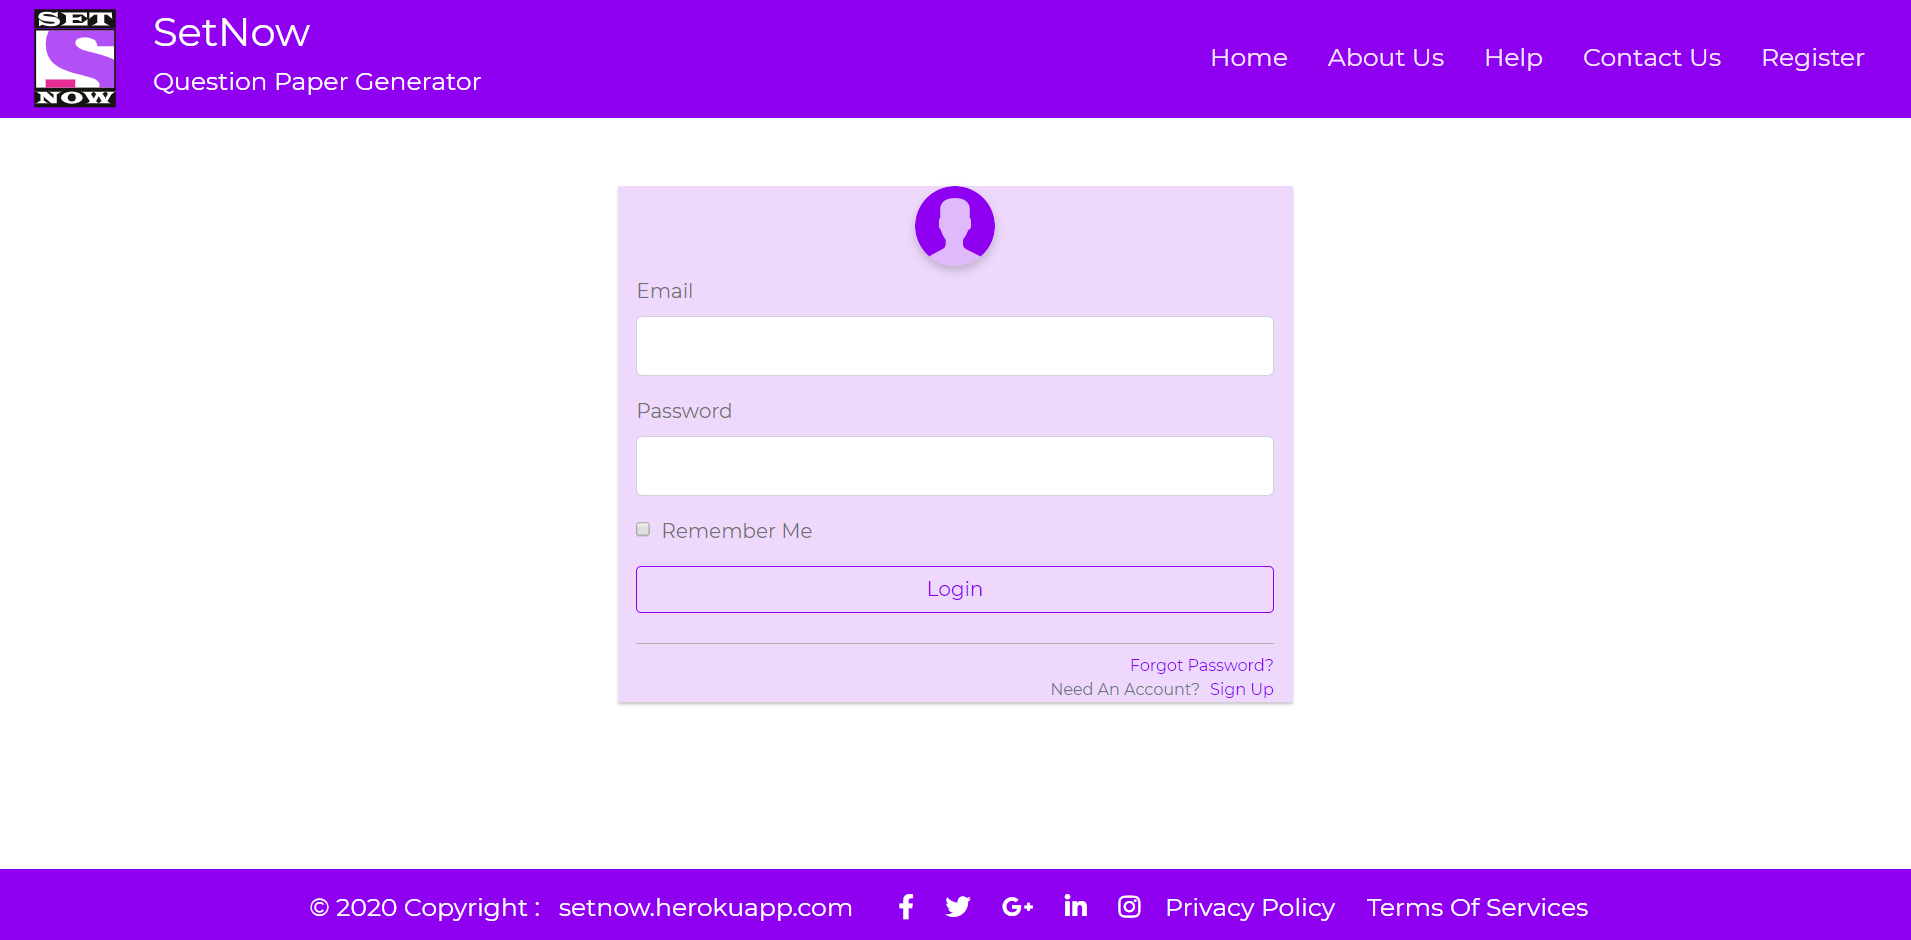 SET
NOW
SetNow
Question Paper Generator
Home About Us Help Contact Us Register
Email
Password
Remember Me
Login
Forgot Password?
Need An Account? Sign Up
© 2020 Copyright : setnow.herokuapp.com Privacy Policy Terms Of Services